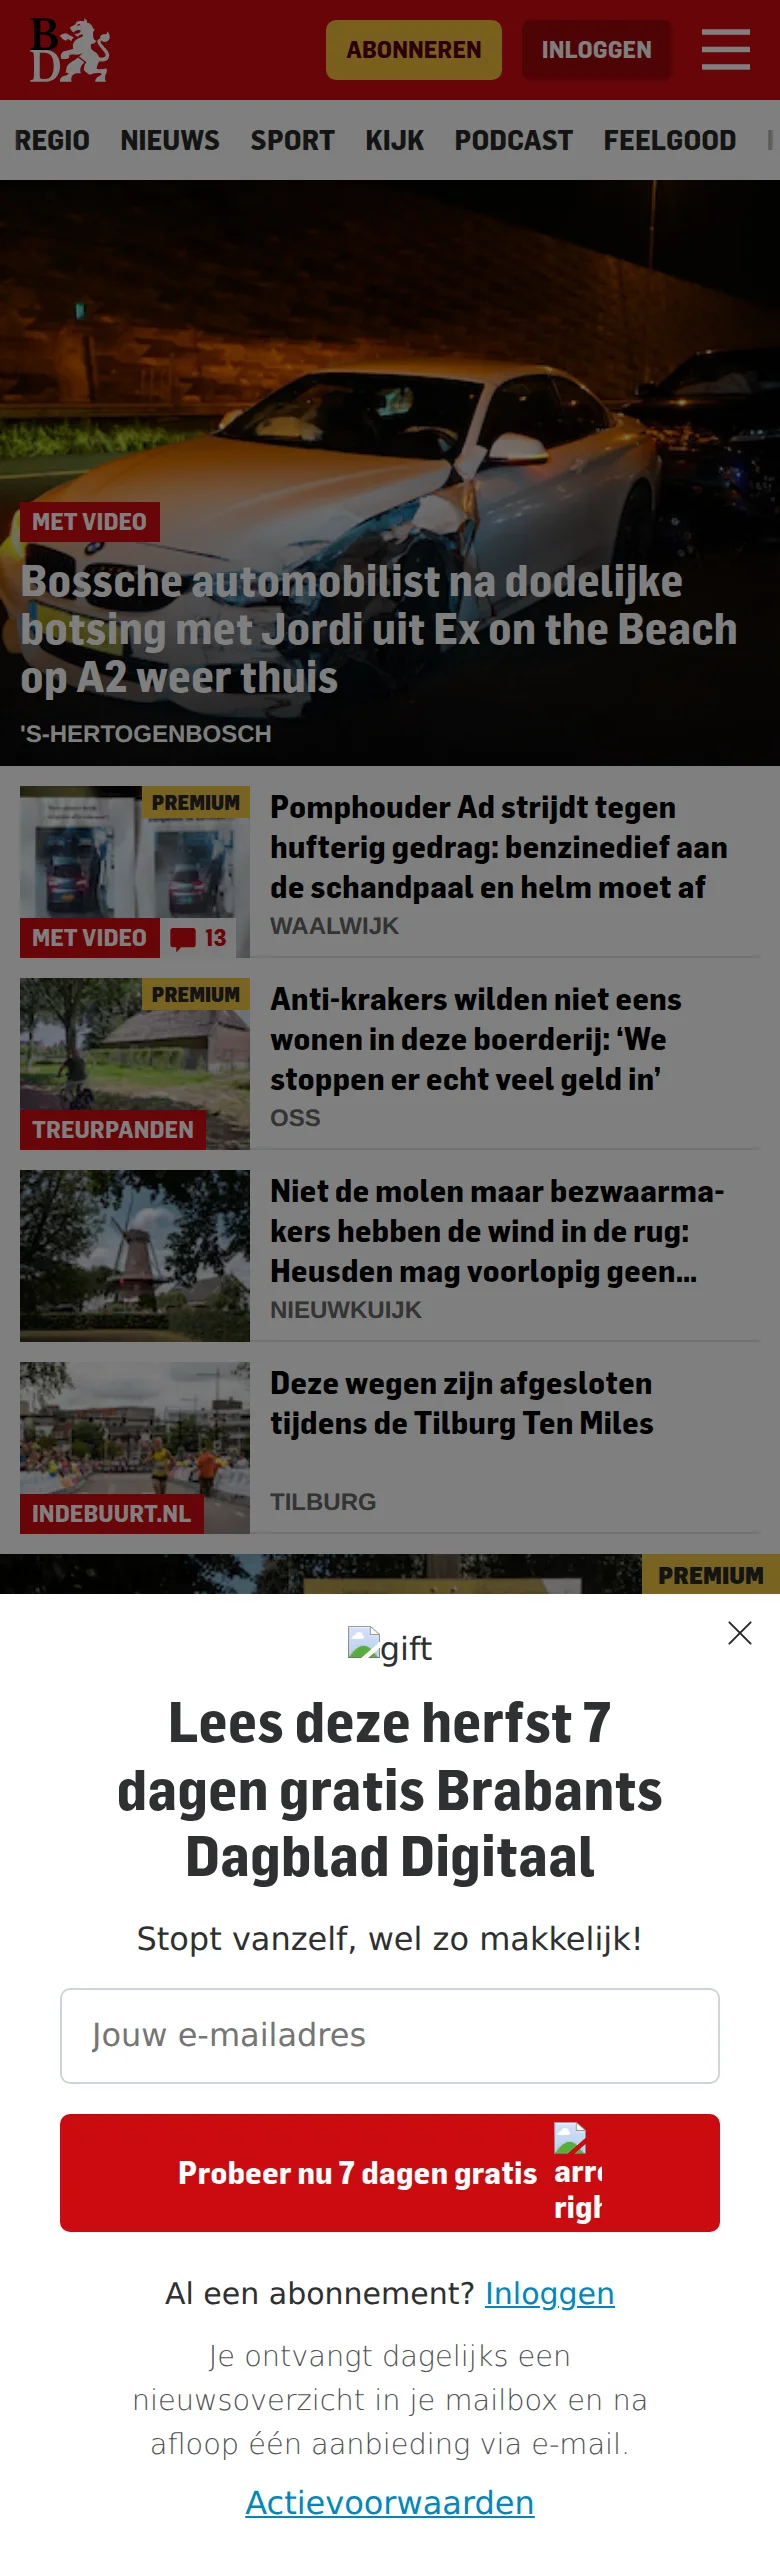 BD
ABONNEREN
INLOGGEN
REGIO NIEUWS SPORT KIJK PODCAST FEELGOOD
MET VIDEO
Bossche automobilist na dodelijke
botsing met Jordi uit Ex on the Beach
op A2 weer thuis
'S-HERTOGENBOSCH
PREMIUM
MET VIDEO
13
Pomphouder Ad strijdt tegen
hufterig gedrag: benzinedief aan
de schandpaal en helm moet af
WAALWIJK
PREMIUM
TREURPANDEN
Anti-krakers wilden niet eens
wonen in deze boerderij: ‘We
stoppen er echt veel geld in’
OSS
Niet de molen maar bezwaarma-
kers hebben de wind in de rug:
Heusden mag voorlopig geen...
NIEUWKUIJK
INDEBUURT.NL
Deze wegen zijn afgesloten
tijdens de Tilburg Ten Miles
TILBURG
PREMIUM
gift
Lees deze herfst 7
dagen gratis Brabants
Dagblad Digitaal
Stopt vanzelf, wel zo makkelijk!
Jouw e-mailadres
Probeer nu 7 dagen gratis
Al een abonnement? Inloggen
Je ontvangt dagelijks een
nieuwsoverzicht in je mailbox en na
afloop één aanbieding via e-mail.
Actievoorwaarden